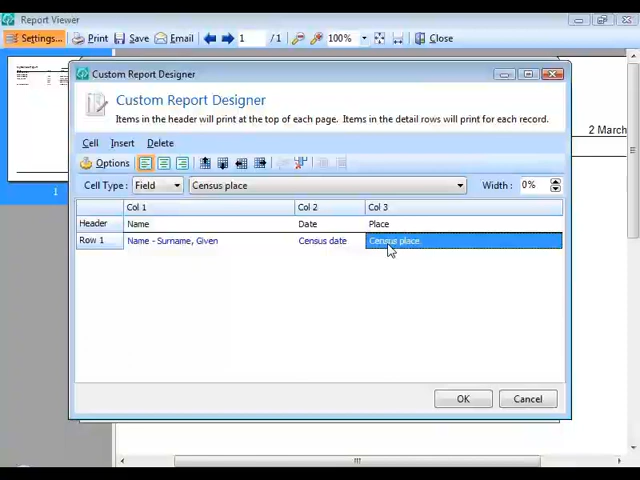 Report Viewer
Settings... Print Save Email 1 / 1 100% Close
Custom Report Designer
Custom Report Designer
Items in the header will print at the top of each page. Items in the detail rows will print for each record.
2 March
Cell Insert Delete
Options
Cell Type : Field Census place Width : 0%
Col 1 Col 2 Col 3
Header Name Date Place
Row 1 Name - Surname, Given Census date Census place
1
OK Cancel